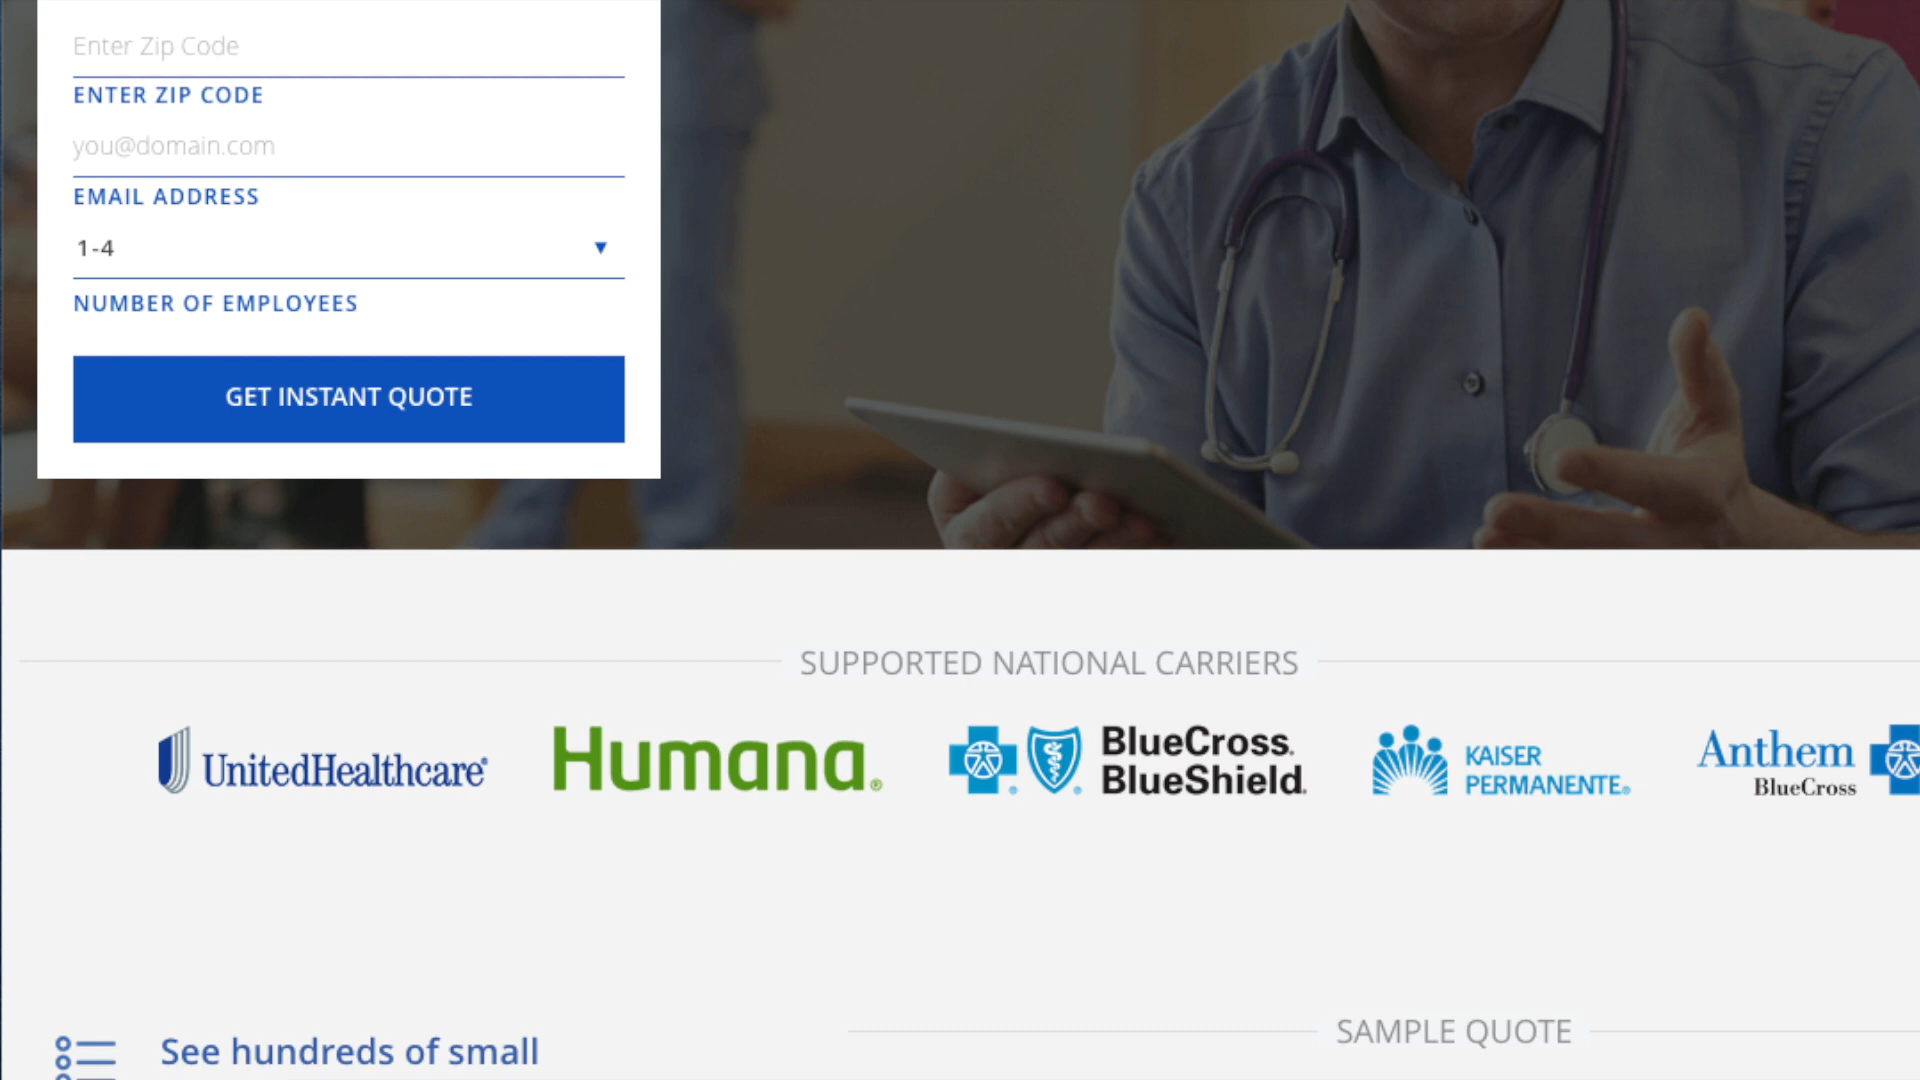 Enter Zip Code
ENTER ZIP CODE
you@domain.com
EMAIL ADDRESS
1-4 ▼
NUMBER OF EMPLOYEES
GET INSTANT QUOTE
SUPPORTED NATIONAL CARRIERS
UnitedHealthcare®
Humana®
BlueCross®
BlueShield®
KAISER
PERMANENTE®
Anthem
BlueCross
See hundreds of small
SAMPLE QUOTE